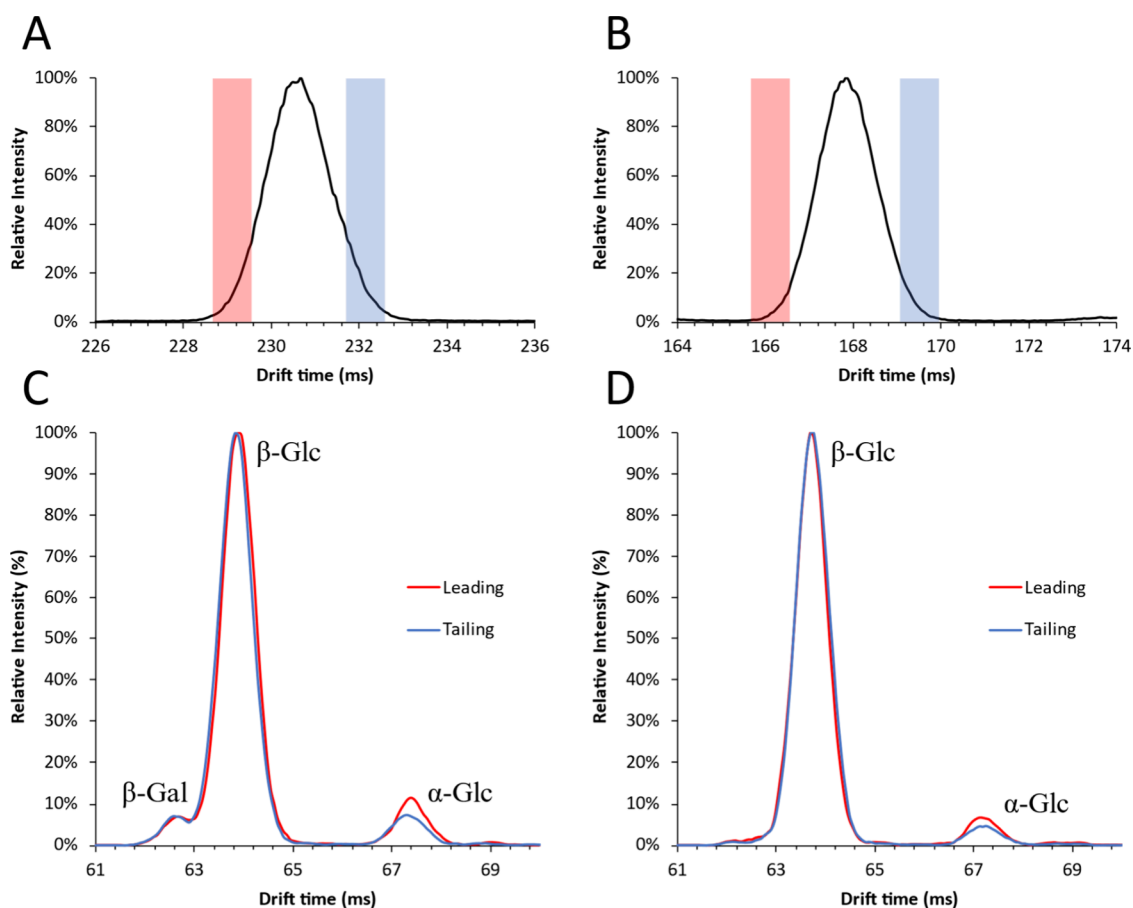 A
B
100%
80%
60%
40%
20%
0%
Relative Intensity
226 228 230 232 234 236
Drift time (ms)
100%
80%
60%
40%
20%
0%
Relative Intensity
164 166 168 170 172 174
Drift time (ms)
C
D
100%
90%
80%
70%
60%
50%
40%
30%
20%
10%
0%
Relative Intensity (%)
β-Glc
Leading
Tailing
β-Gal
α-Glc
61 63 65 67 69
Drift time (ms)
100%
90%
80%
70%
60%
50%
40%
30%
20%
10%
0%
Relative Intensity (%)
β-Glc
Leading
Tailing
α-Glc
61 63 65 67 69
Drift time (ms)